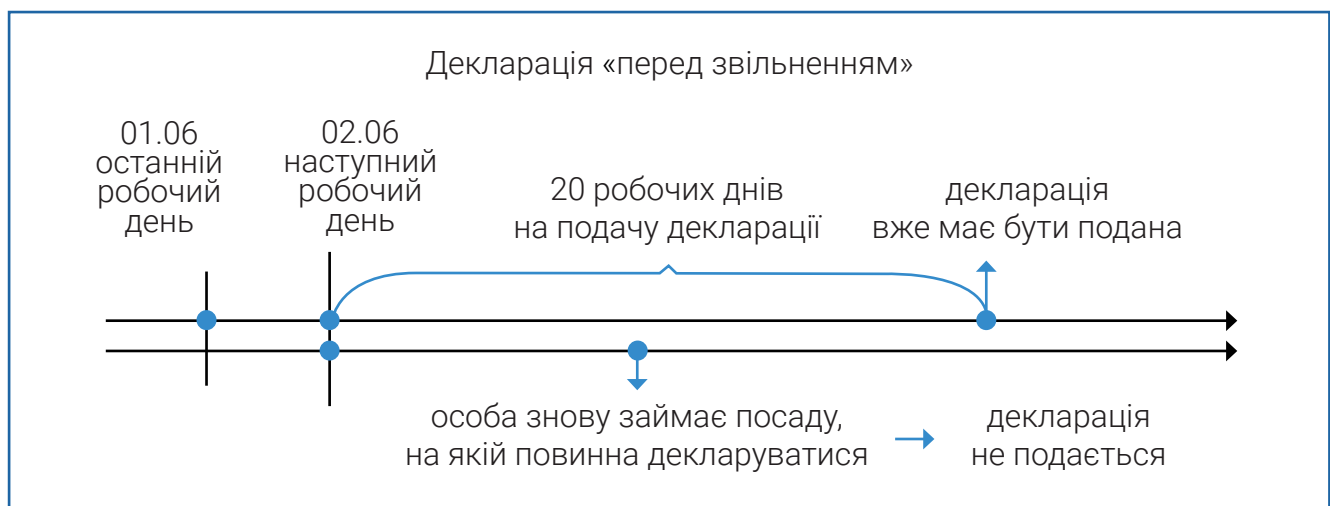 Декларація «перед звільненням»
01.06
останній
робочий
день
02.06
наступний
робочий
день
20 робочих днів
на подачу декларації
декларація
вже має бути подана
особа знову займає посаду,
на якій повинна декларуватися
декларація
не подається